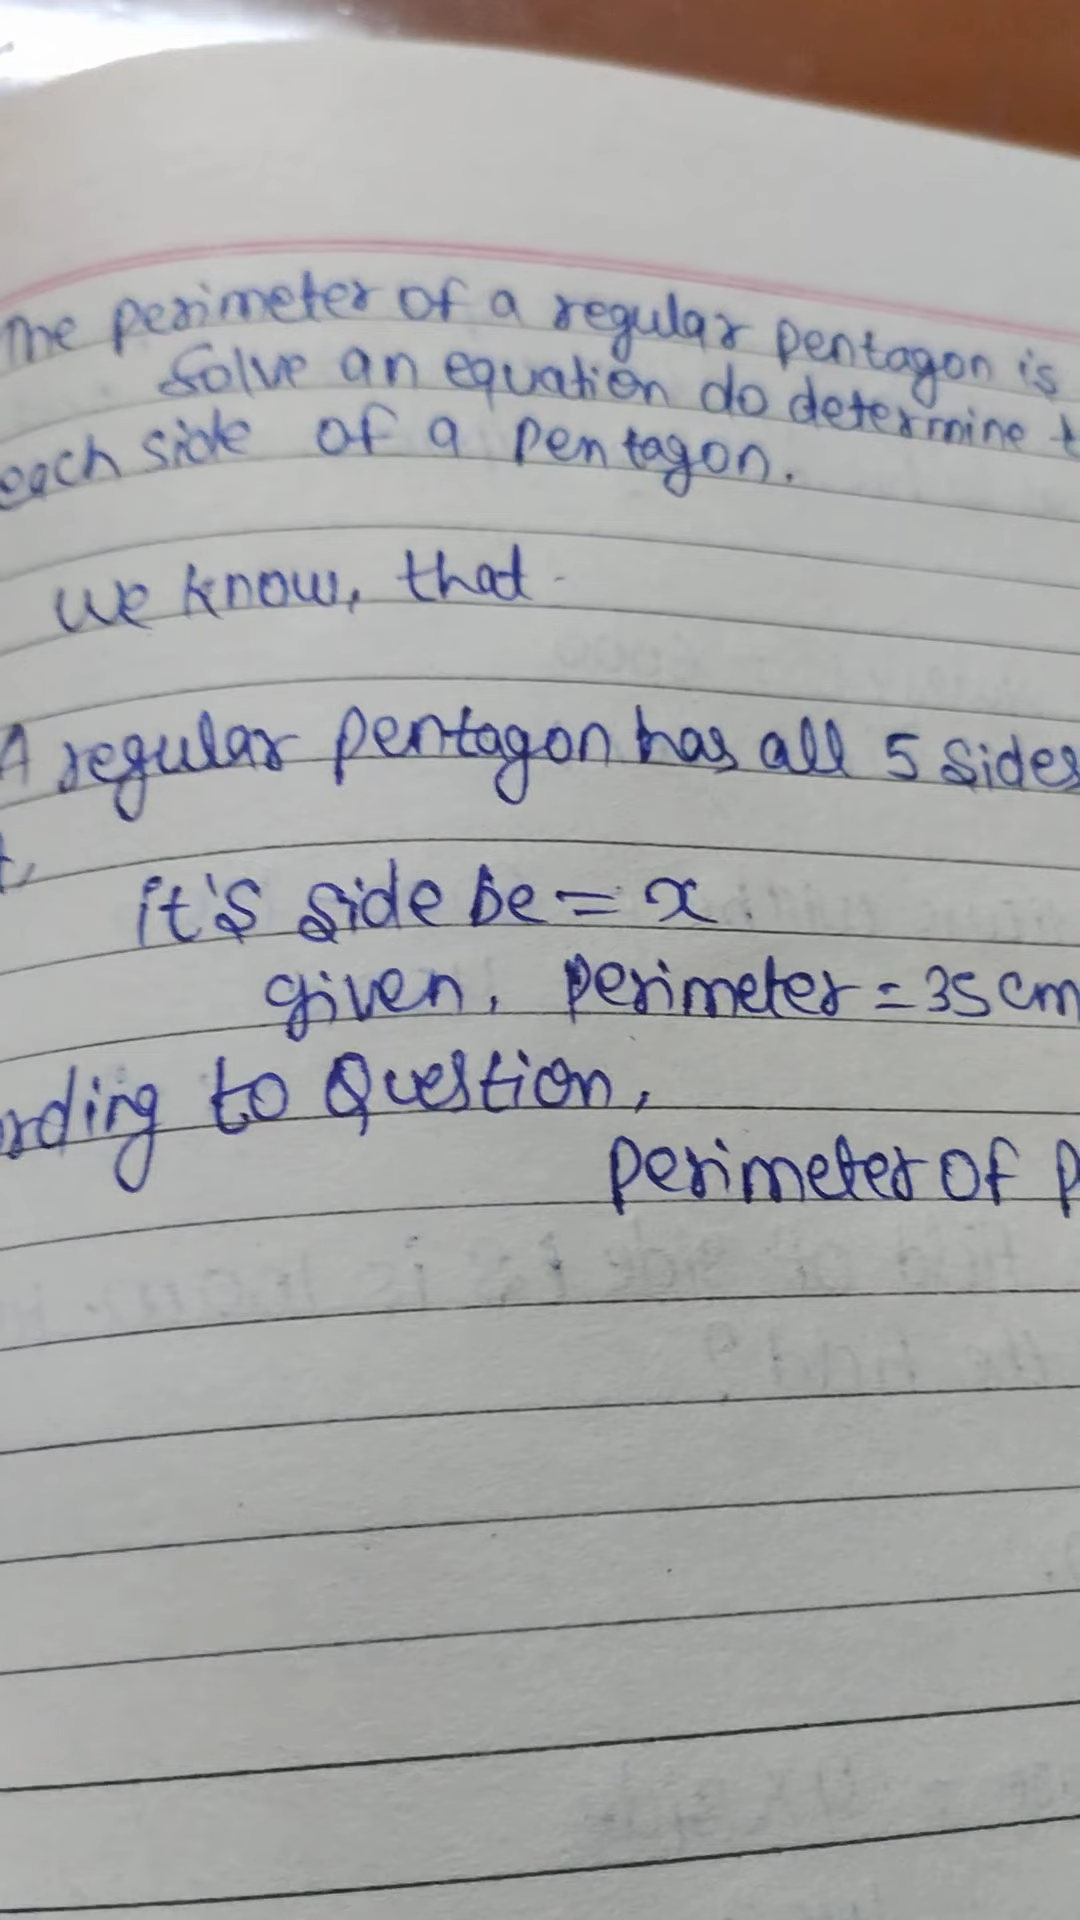 The perimeter of a regular pentagon is
Solve an equation do determine t
each side of a pentagon.
We know, that
A regular pentagon has all 5 sides
it's side be = x.
given, perimeter = 35 cm
rding to Question,
perimeter of p